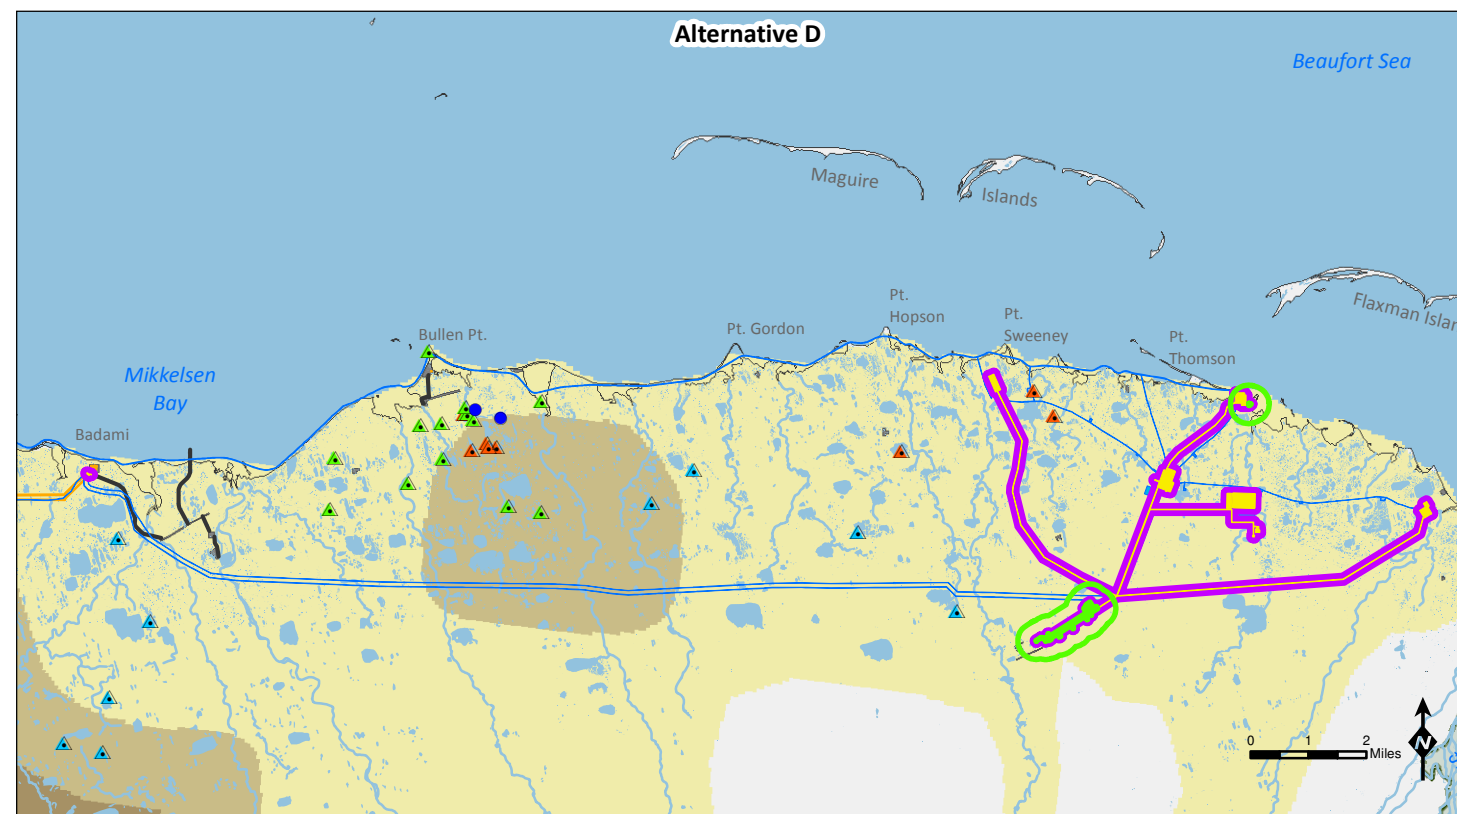 Alternative D
Beaufort Sea
Maguire
Islands
Flaxman
Pt.
Hopson
Pt.
Sweeney
Pt. Gordon
Bullen Pt.
Pt.
Thomson
Mikkelsen
Bay
Badami
0 1 2
Miles
N